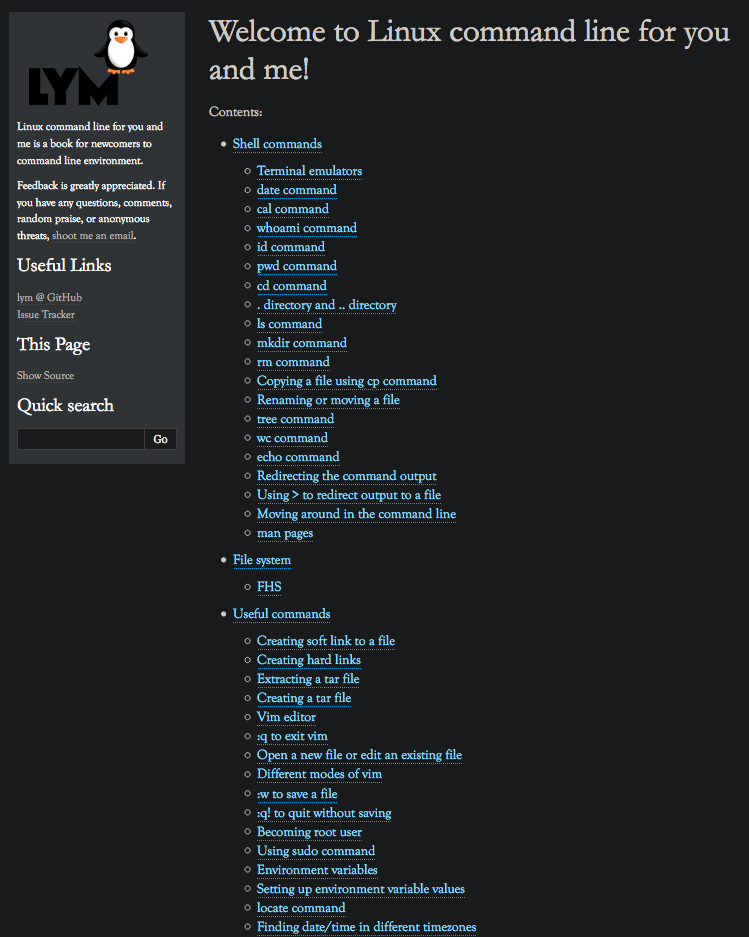 LYM
Linux command line for you and
me is a book for newcomers to
command line environment.
Feedback is greatly appreciated. If
you have any questions, comments,
random praise, or anonymous
threats, shoot me an email.
Useful Links
lym @ GitHub
Issue Tracker
This Page
Show Source
Quick search
Go
Welcome to Linux command line for you
and me!
Contents:
Shell commands
Terminal emulators
date command
cal command
whoami command
id command
pwd command
cd command
. directory and .. directory
ls command
mkdir command
rm command
Copying a file using cp command
Renaming or moving a file
tree command
wc command
echo command
Redirecting the command output
Using > to redirect output to a file
Moving around in the command line
man pages
File system
FHS
Useful commands
Creating soft link to a file
Creating hard links
Extracting a tar file
Creating a tar file
Vim editor
:q to exit vim
Open a new file or edit an existing file
Different modes of vim
:w to save a file
:q! to quit without saving
Becoming root user
Using sudo command
Environment variables
Setting up environment variable values
locate command
Finding date/time in different timezones